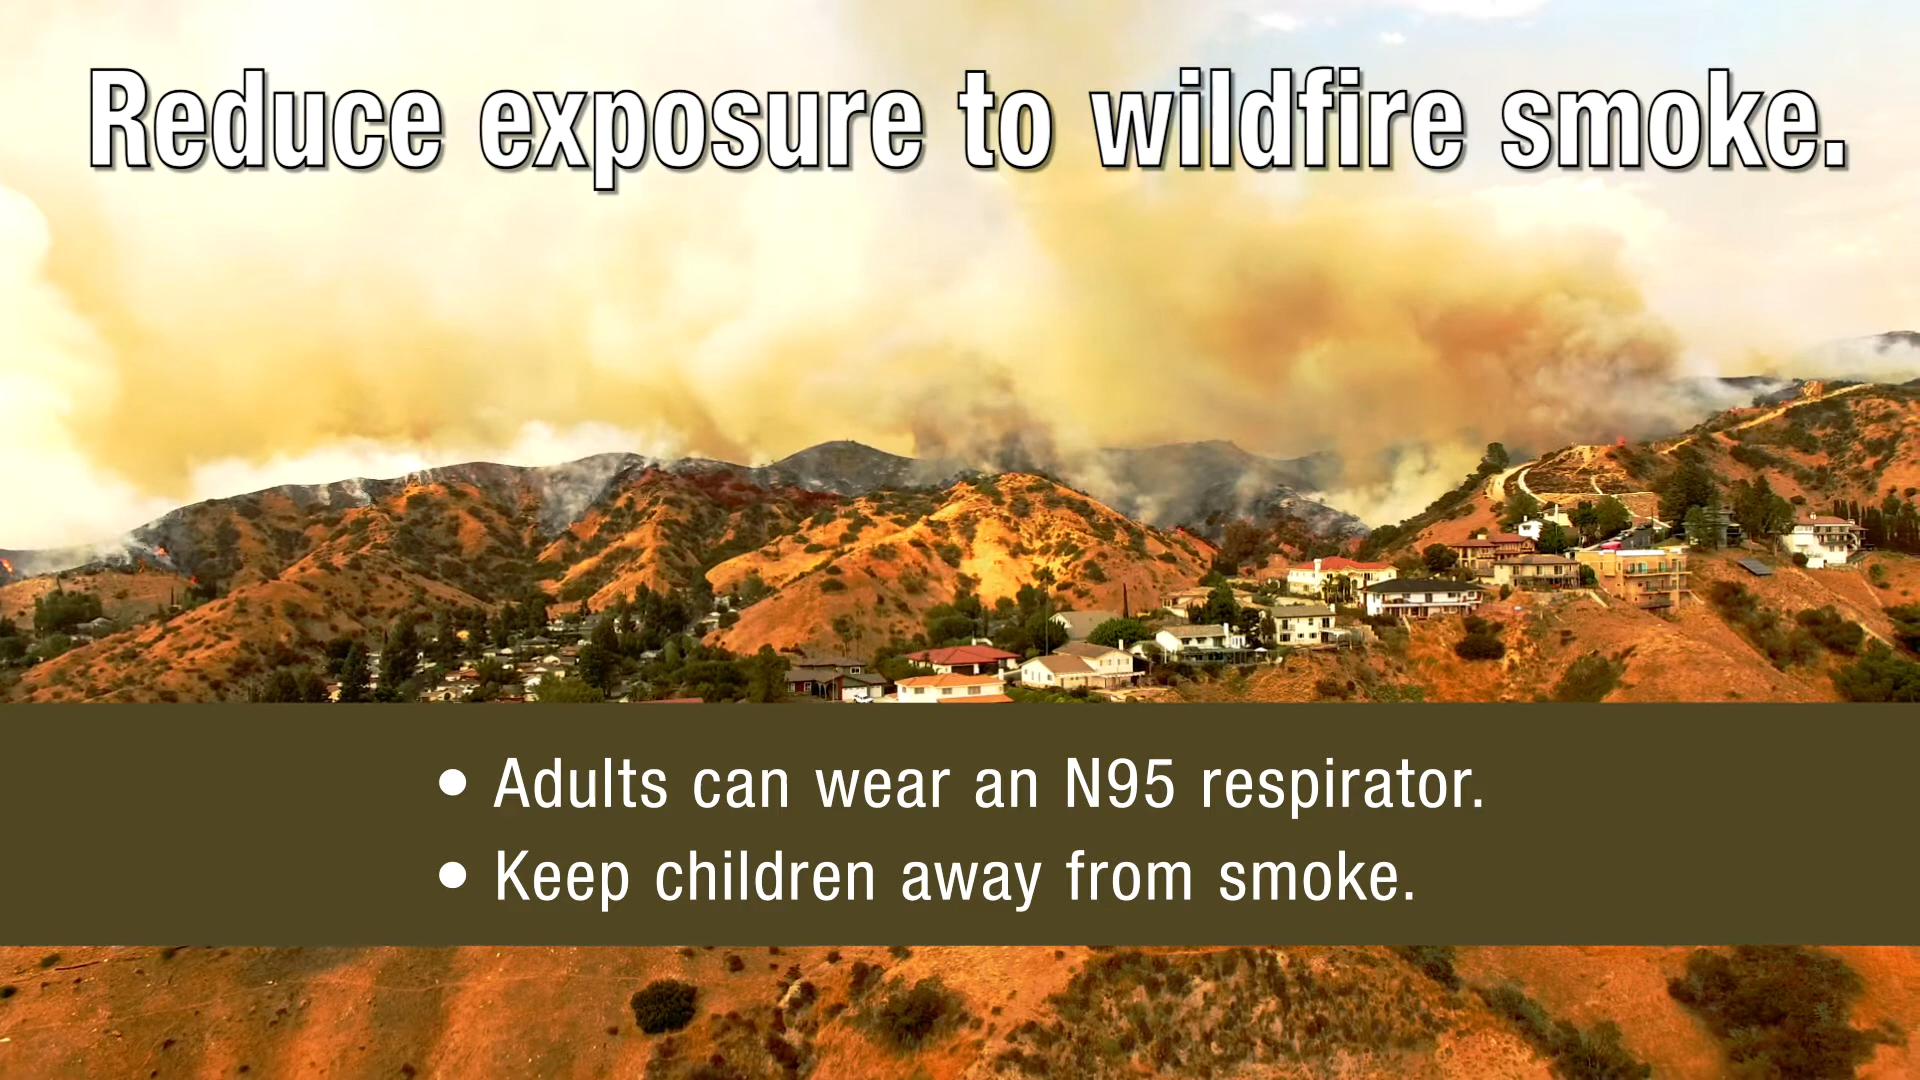 Reduce exposure to wildfire smoke.
• Adults can wear an N95 respirator.
• Keep children away from smoke.